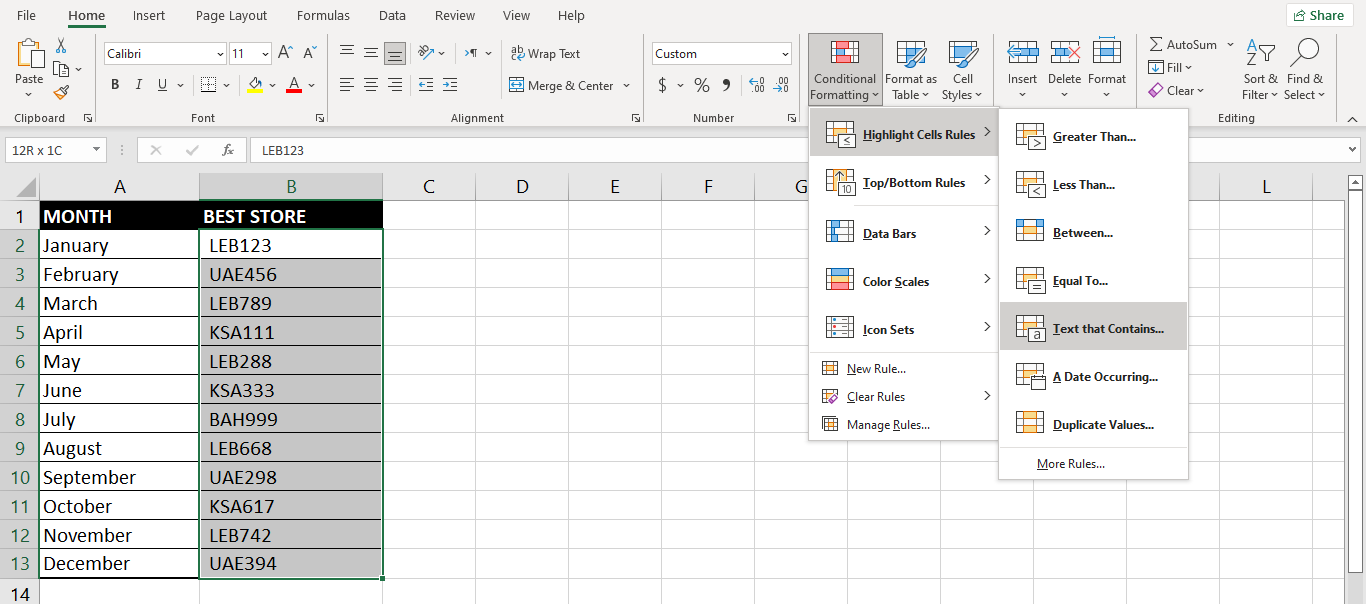 File Home Insert Page Layout Formulas Data Review View Help Share
Calibri 11 ab Wrap Text Custom AutoSum
Paste B I U A Merge & Center $ % 9 Conditional Formatting Format as Table Cell Styles Insert Delete Format Fill Clear Sort & Filter Find & Select
Clipboard Font Alignment Number Editing
12R x 1C fx LEB123
A B C D E F G L
1 MONTH BEST STORE
2 January LEB123
3 February UAE456
4 March LEB789
5 April KSA111
6 May LEB288
7 June KSA333
8 July BAH999
9 August LEB668
10 September UAE298
11 October KSA617
12 November LEB742
13 December UAE394
14
Highlight Cells Rules
Top/Bottom Rules
Data Bars
Color Scales
Icon Sets
New Rule...
Clear Rules
Manage Rules...
Greater Than...
Less Than...
Between...
Equal To...
Text that Contains...
A Date Occurring...
Duplicate Values...
More Rules...